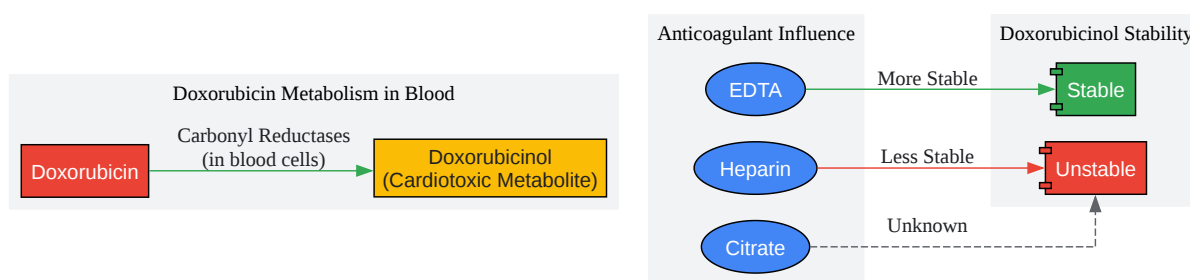 Doxorubicin Metabolism in Blood
Doxorubicin
Carbonyl Reductases
(in blood cells)
Doxorubicinol
(Cardiotoxic Metabolite)
Anticoagulant Influence
Doxorubicinol Stability
EDTA
More Stable
Stable
Heparin
Less Stable
Unstable
Citrate
Unknown